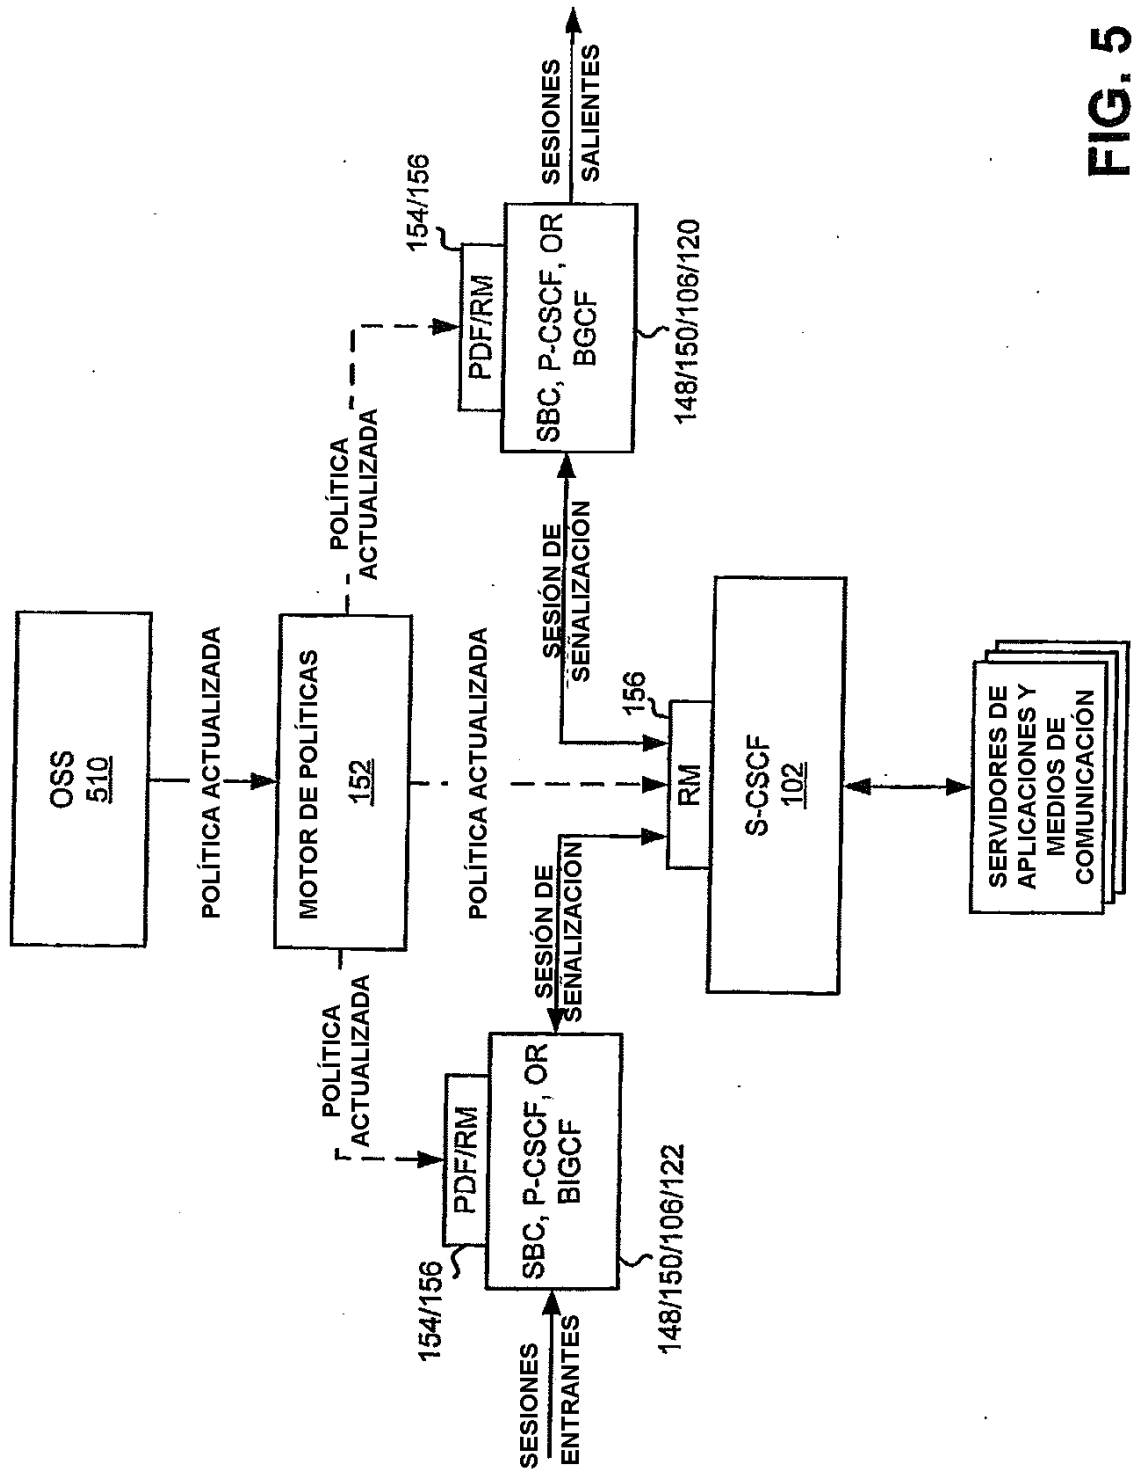 OSS
510
POLÍTICA ACTUALIZADA
MOTOR DE POLÍTICAS
152
POLÍTICA
ACTUALIZADA
POLÍTICA ACTUALIZADA
POLÍTICA
ACTUALIZADA
154/156
PDF/RM
SBC, P-CSCF, OR
BIGCF
148/150/106/122
SESIONES
ENTRANTES
SESIÓN DE
SEÑALIZACIÓN
154/156
PDF/RM
SBC, P-CSCF, OR
BGCF
148/150/106/120
SESIONES
SALIENTES
SESIÓN DE
SEÑALIZACIÓN
156
RM
S-CSCF
102
SERVIDORES DE
APLICACIONES Y
MEDIOS DE
COMUNICACIÓN
FIG. 5